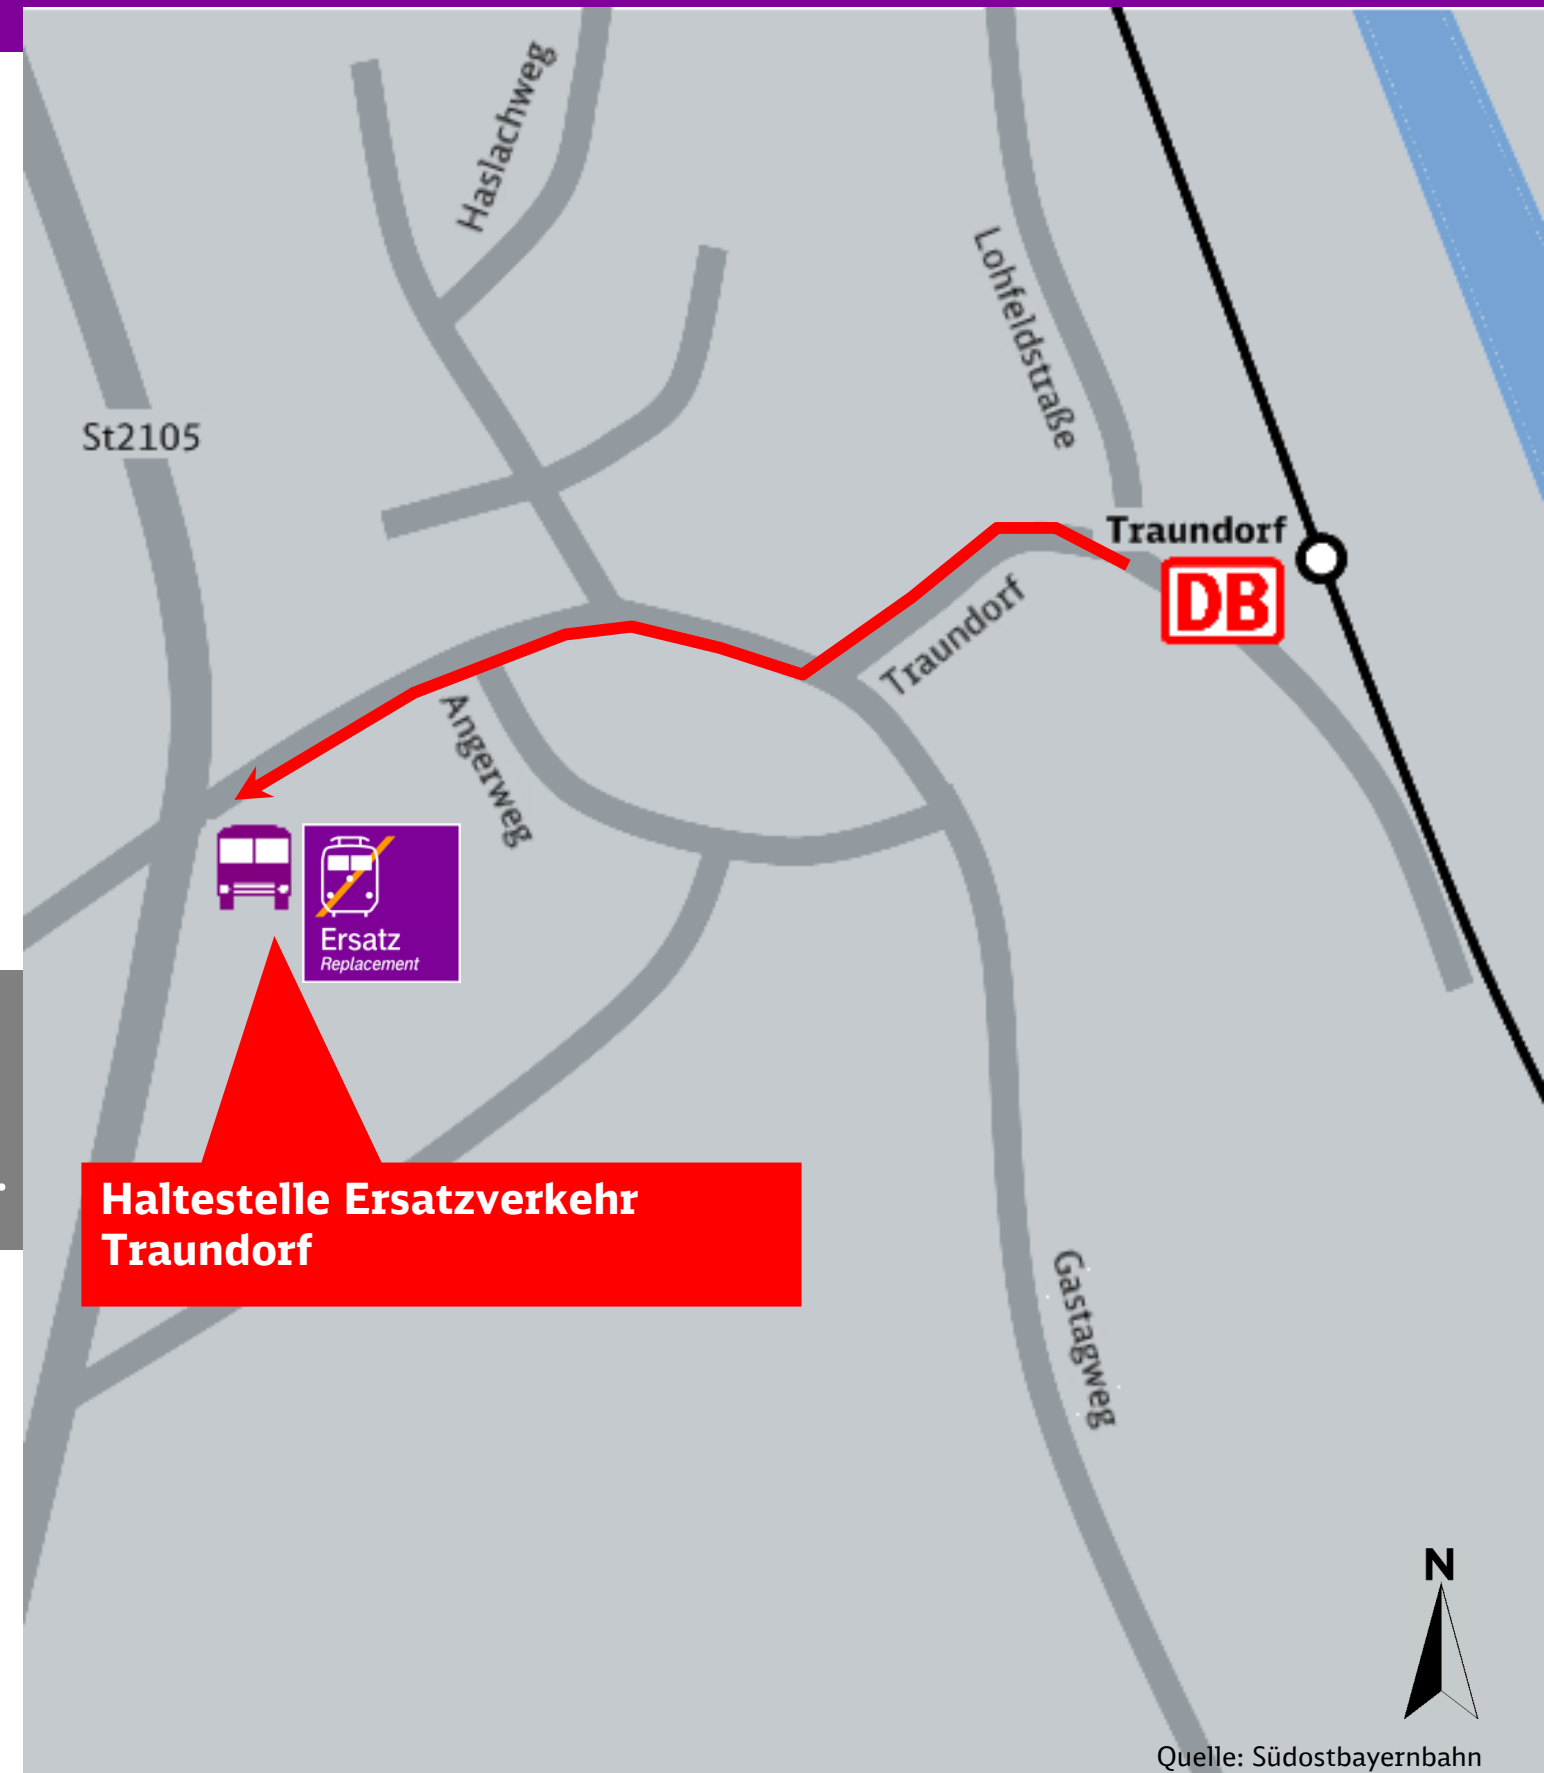 Haslachweg
Lohfeldstraße
St2105
Traundorf
DB
Traundorf
Angerweg
Ersatz
Replacement
Haltestelle Ersatzverkehr
Traundorf
Gastagweg
N
Quelle: Südostbayernbahn